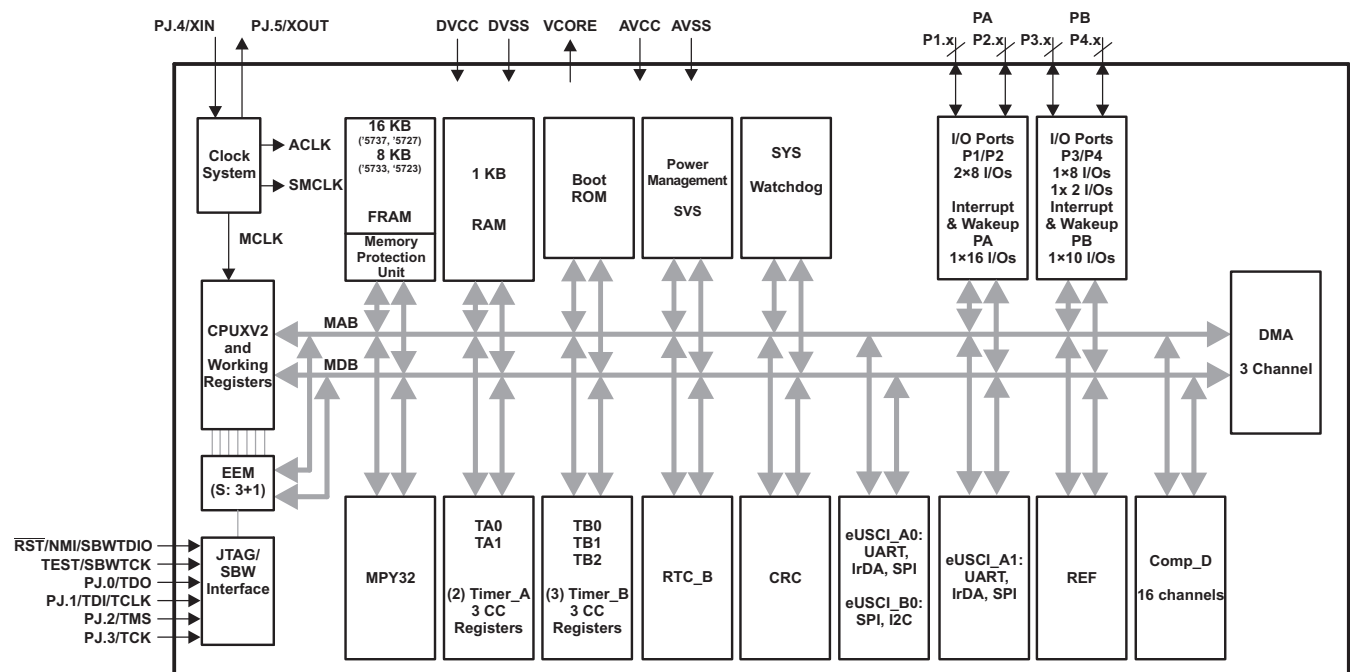 PJ.4/XIN
PJ.5/XOUT
DVCC
DVSS
VCORE
AVCC
AVSS
PA
P1.x
P2.x
PB
P3.x
P4.x
Clock
System
ACLK
SMCLK
MCLK
16 KB
('5737, '5727)
8 KB
('5733, '5723)
FRAM
Memory
Protection
Unit
1 KB
RAM
Boot
ROM
Power
Management
SVS
SYS
Watchdog
I/O Ports
P1/P2
2×8 I/Os
Interrupt
& Wakeup
PA
1×16 I/Os
I/O Ports
P3/P4
1×8 I/Os
1x 2 I/Os
Interrupt
& Wakeup
PB
1×10 I/Os
CPUXV2
and
Working
Registers
MAB
MDB
DMA
3 Channel
EEM
(S: 3+1)
RST/NMI/SBWTDIO
TEST/SBWTCK
PJ.0/TDO
PJ.1/TDI/TCLK
PJ.2/TMS
PJ.3/TCK
JTAG/
SBW
Interface
MPY32
TA0
TA1
(2) Timer_A
3 CC
Registers
TB0
TB1
TB2
(3) Timer_B
3 CC
Registers
RTC_B
CRC
eUSCI_A0:
UART,
IrDA, SPI
eUSCI_B0:
SPI, I2C
eUSCI_A1:
UART,
IrDA, SPI
REF
Comp_D
16 channels